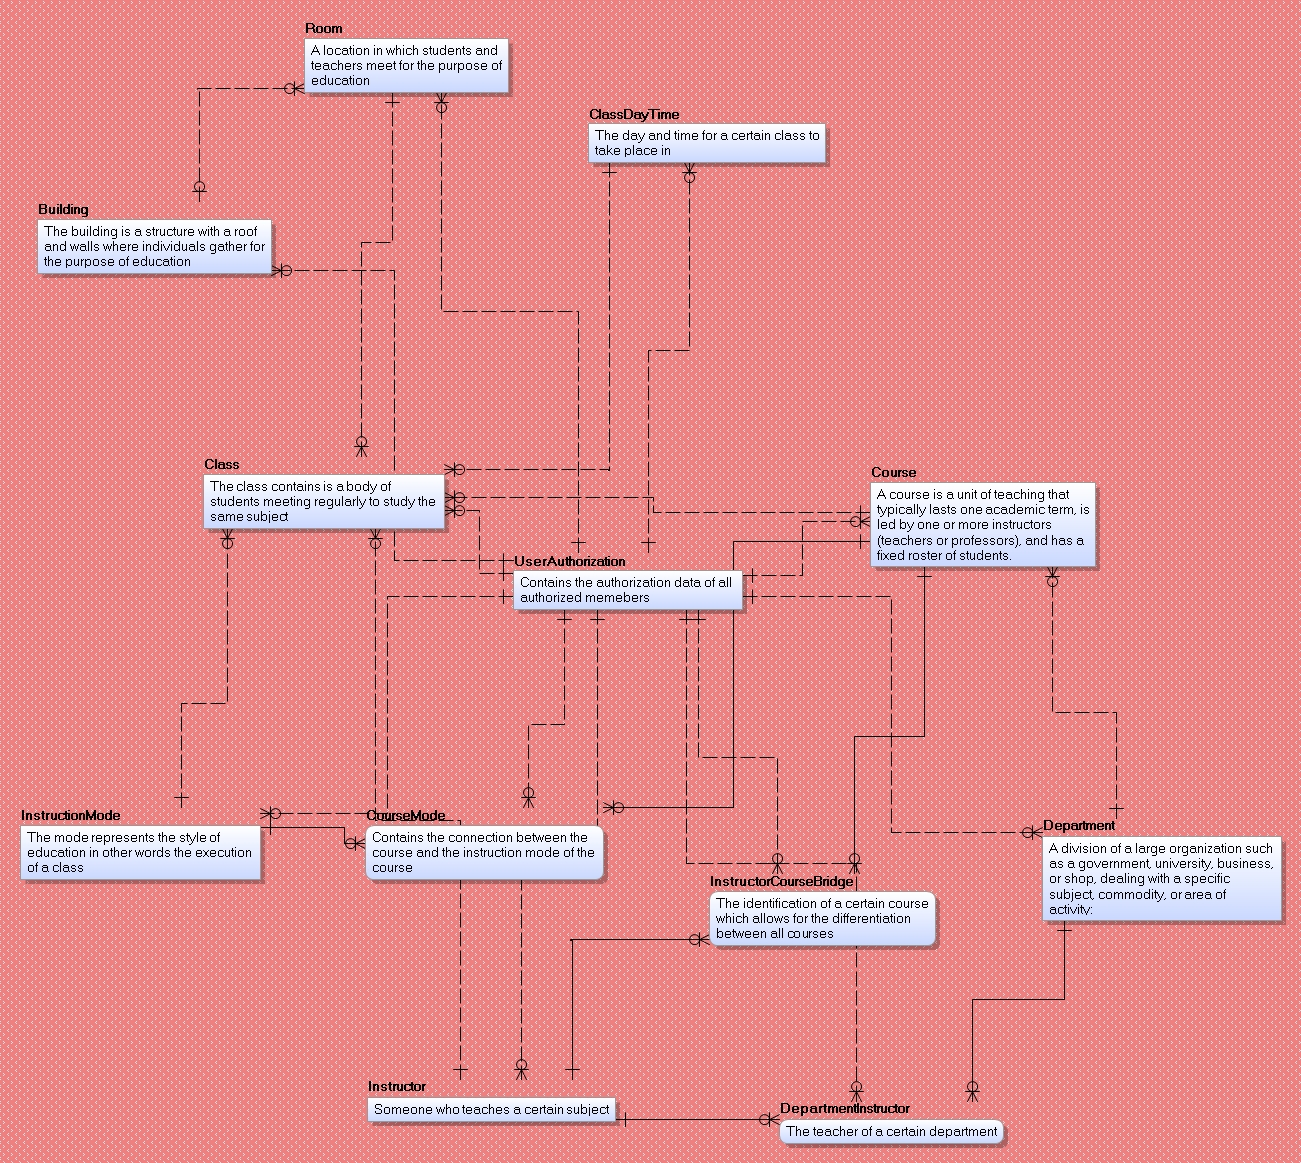 Room
A location in which students and
teachers meet for the purpose of
education
ClassDayTime
The day and time for a certain class to
take place in
Building
The building is a structure with a roof
and walls where individuals gather for
the purpose of education
Class
The class contains is a body of
students meeting regularly to study the
same subject
Course
A course is a unit of teaching that
typically lasts one academic term, is
led by one or more instructors
(teachers or professors), and has a
fixed roster of students.
UserAuthorization
Contains the authorization data of all
authorized memebers
InstructionMode
The mode represents the style of
education in other words the execution
of a class
CourseMode
Contains the connection between the
course and the instruction mode of the
course
Department
A division of a large organization such
as a government, university, business,
or shop, dealing with a specific
subject, commodity, or area of
activity:
InstructorCourseBridge
The identification of a certain course
which allows for the differentiation
between all courses
Instructor
Someone who teaches a certain subject
DepartmentInstructor
The teacher of a certain department